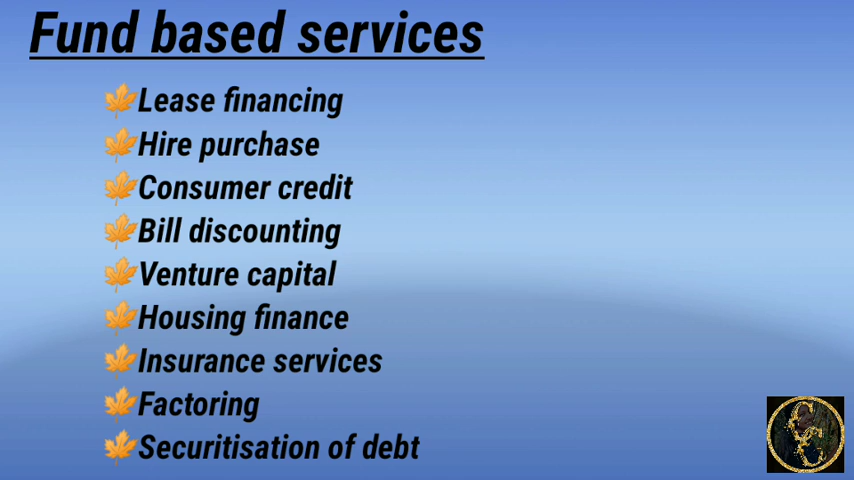 Fund based services
Lease financing
Hire purchase
Consumer credit
Bill discounting
Venture capital
Housing finance
Insurance services
Factoring
Securitisation of debt